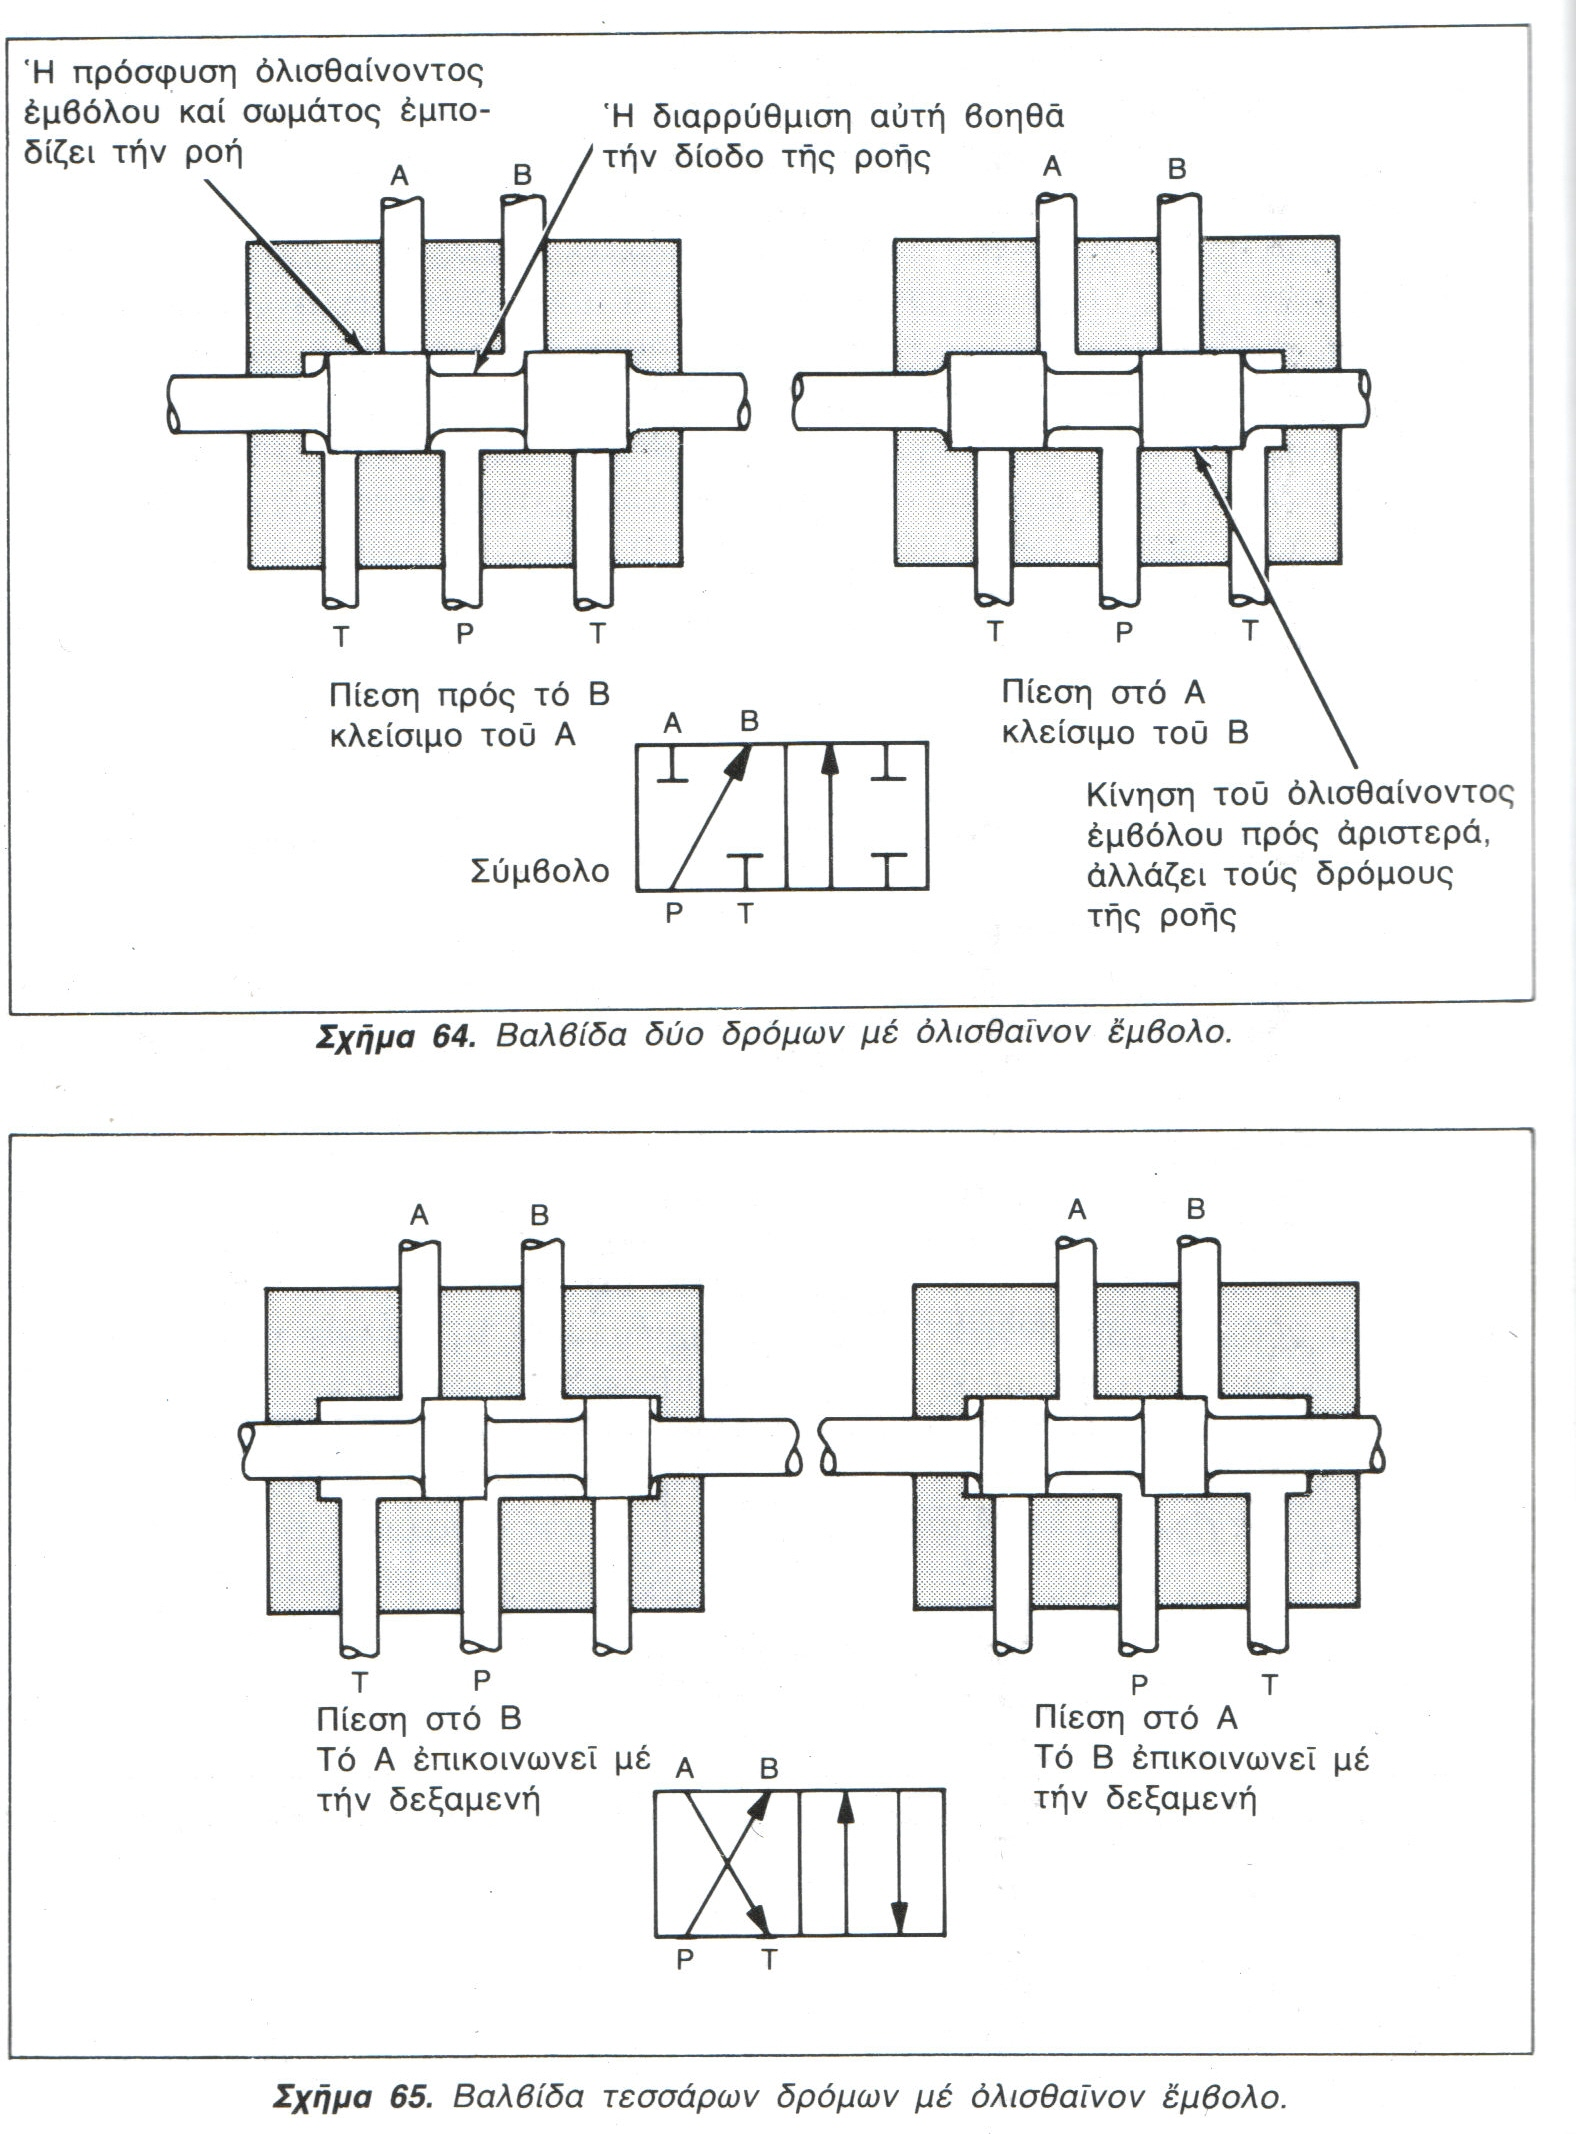 Ἡ πρόσφυση ὀλισθαίνοντος
ἐμβόλου καί σωμάτος ἐμπο-
δίζει τήν ροή
Ἡ διαρρύθμιση αὐτή βοηθᾶ
τήν δίοδο τῆς ροῆς
A B
A B
T P T
T P T
Πίεση πρός τό Β
κλείσιμο τοῦ Α
Πίεση στό Α
κλείσιμο τοῦ Β
A B
Σύμβολο
P T
Κίνηση τοῦ ὀλισθαίνοντος
ἐμβόλου πρός ἀριστερά,
ἀλλάζει τούς δρόμους
τῆς ροῆς
Σχῆμα 64. Βαλβίδα δύο δρόμων μέ ὀλισθαῖνον ἔμβολο.
A B
A B
T P
P T
Πίεση στό Β
Τό Α ἐπικοινωνεῖ μέ
τήν δεξαμενή
Πίεση στό Α
Τό Β ἐπικοινωνεῖ μέ
τήν δεξαμενή
A B
P T
Σχῆμα 65. Βαλβίδα τεσσάρων δρόμων μέ ὀλισθαῖνον ἔμβολο.